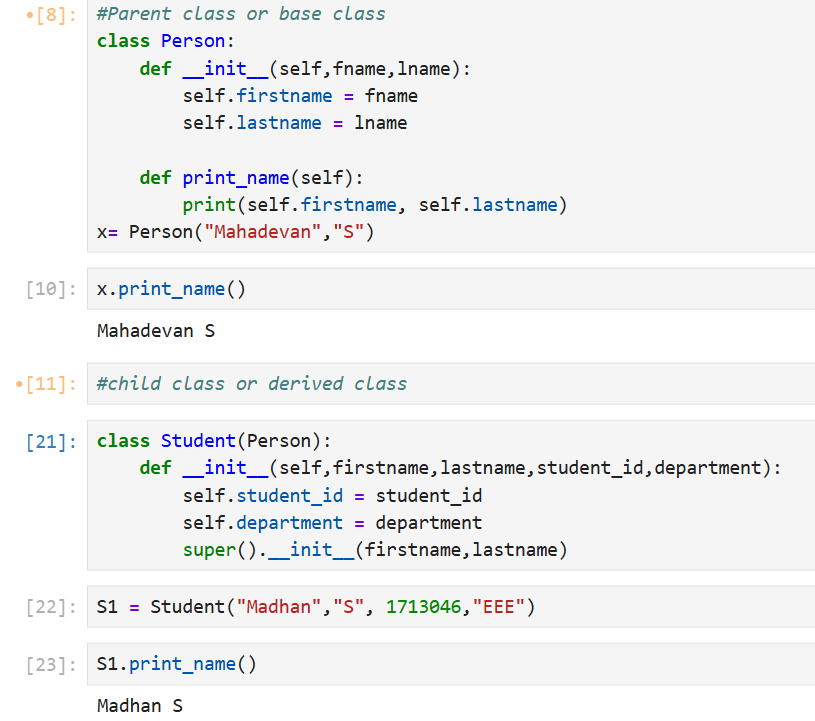 [8]: #Parent class or base class
class Person:
    def __init__(self,fname,lname):
        self.firstname = fname
        self.lastname = lname

    def print_name(self):
        print(self.firstname, self.lastname)
x= Person("Mahadevan","S")
[10]: x.print_name()
Mahadevan S
[11]: #child class or derived class
[21]: class Student(Person):
    def __init__(self,firstname,lastname,student_id,department):
        self.student_id = student_id
        self.department = department
        super().__init__(firstname,lastname)
[22]: S1 = Student("Madhan","S", 1713046,"EEE")
[23]: S1.print_name()
Madhan S